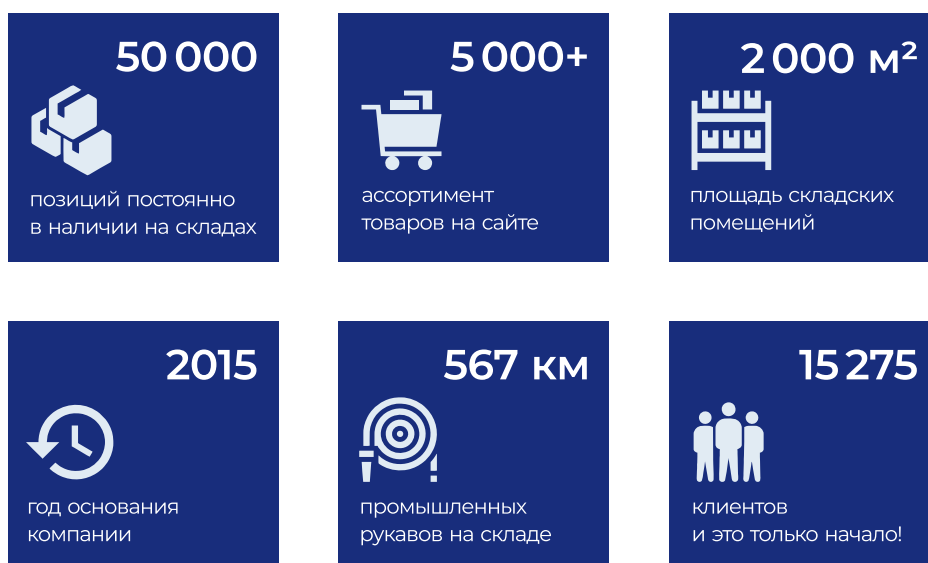 50 000
позиций постоянно
в наличии на складах
5 000+
ассортимент
товаров на сайте
2 000 м²
площадь складских
помещений
2015
год основания
компании
567 км
промышленных
рукавов на складе
15 275
клиентов
и это только начало!